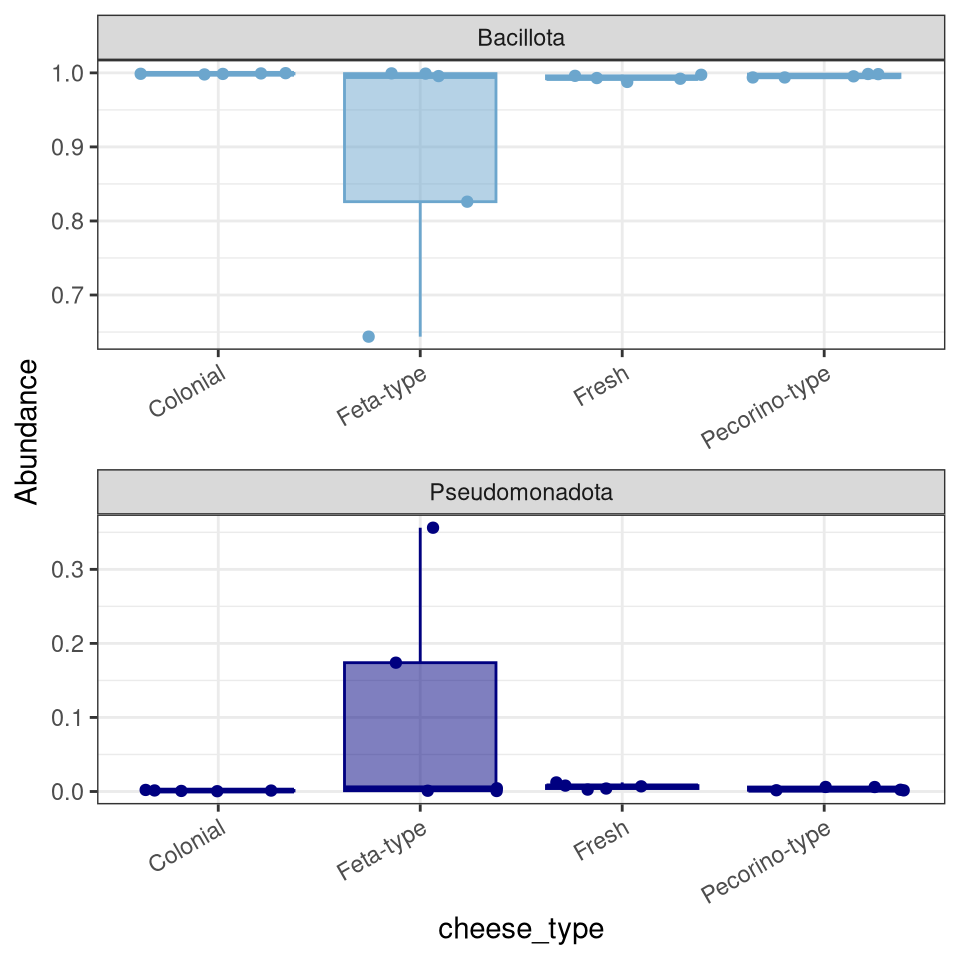 Bacillota
1.0
0.9
0.8
0.7
Colonial
Feta-type
Fresh
Pecorino-type
Abundance
Pseudomonadota
0.3
0.2
0.1
0.0
Colonial
Feta-type
Fresh
Pecorino-type
cheese_type